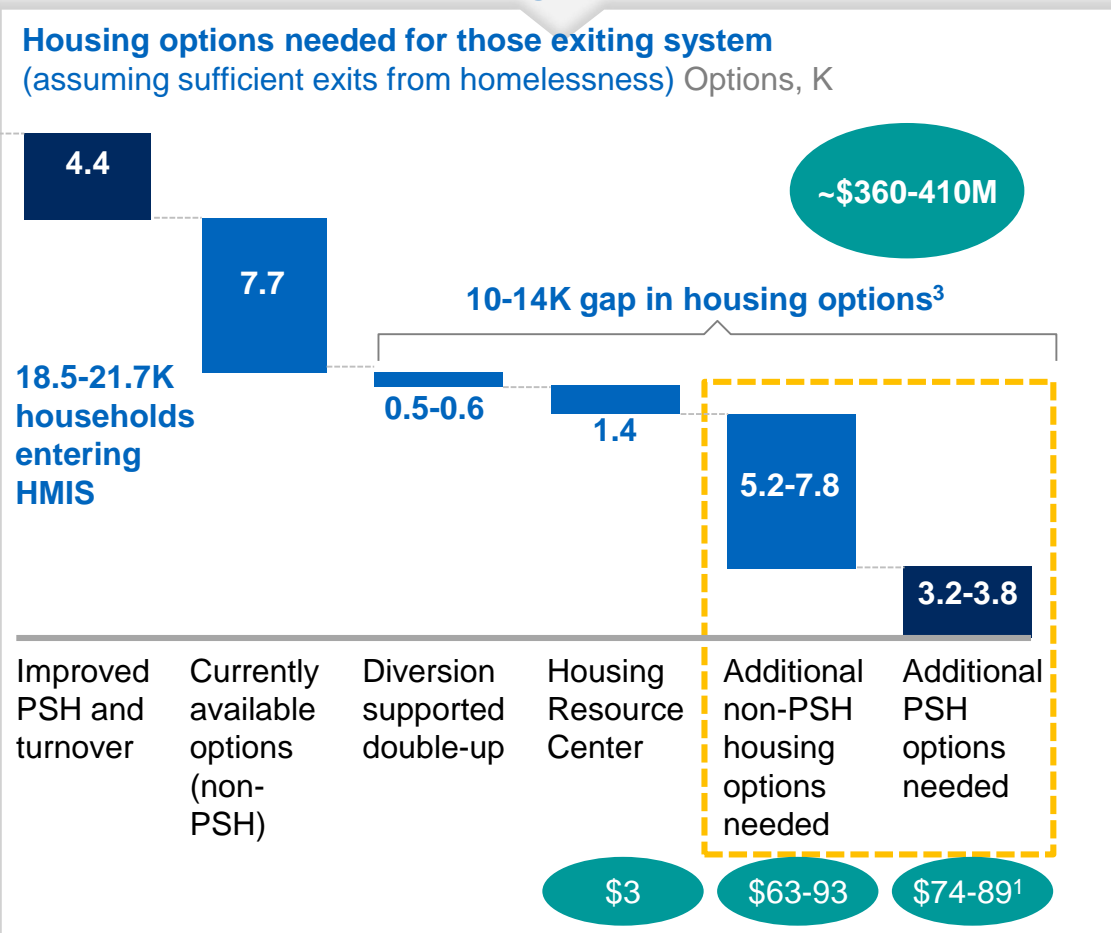 Housing options needed for those exiting system
(assuming sufficient exits from homelessness) Options, K
4.4
~$360-410M
7.7
10-14K gap in housing options³
18.5-21.7K
households
entering
HMIS
0.5-0.6
1.4
5.2-7.8
3.2-3.8
Improved
PSH and
turnover
Currently
available
options
(non-
PSH)
Diversion
supported
double-up
Housing
Resource
Center
Additional
non-PSH
housing
options
needed
Additional
PSH
options
needed
$3
$63-93
$74-89¹